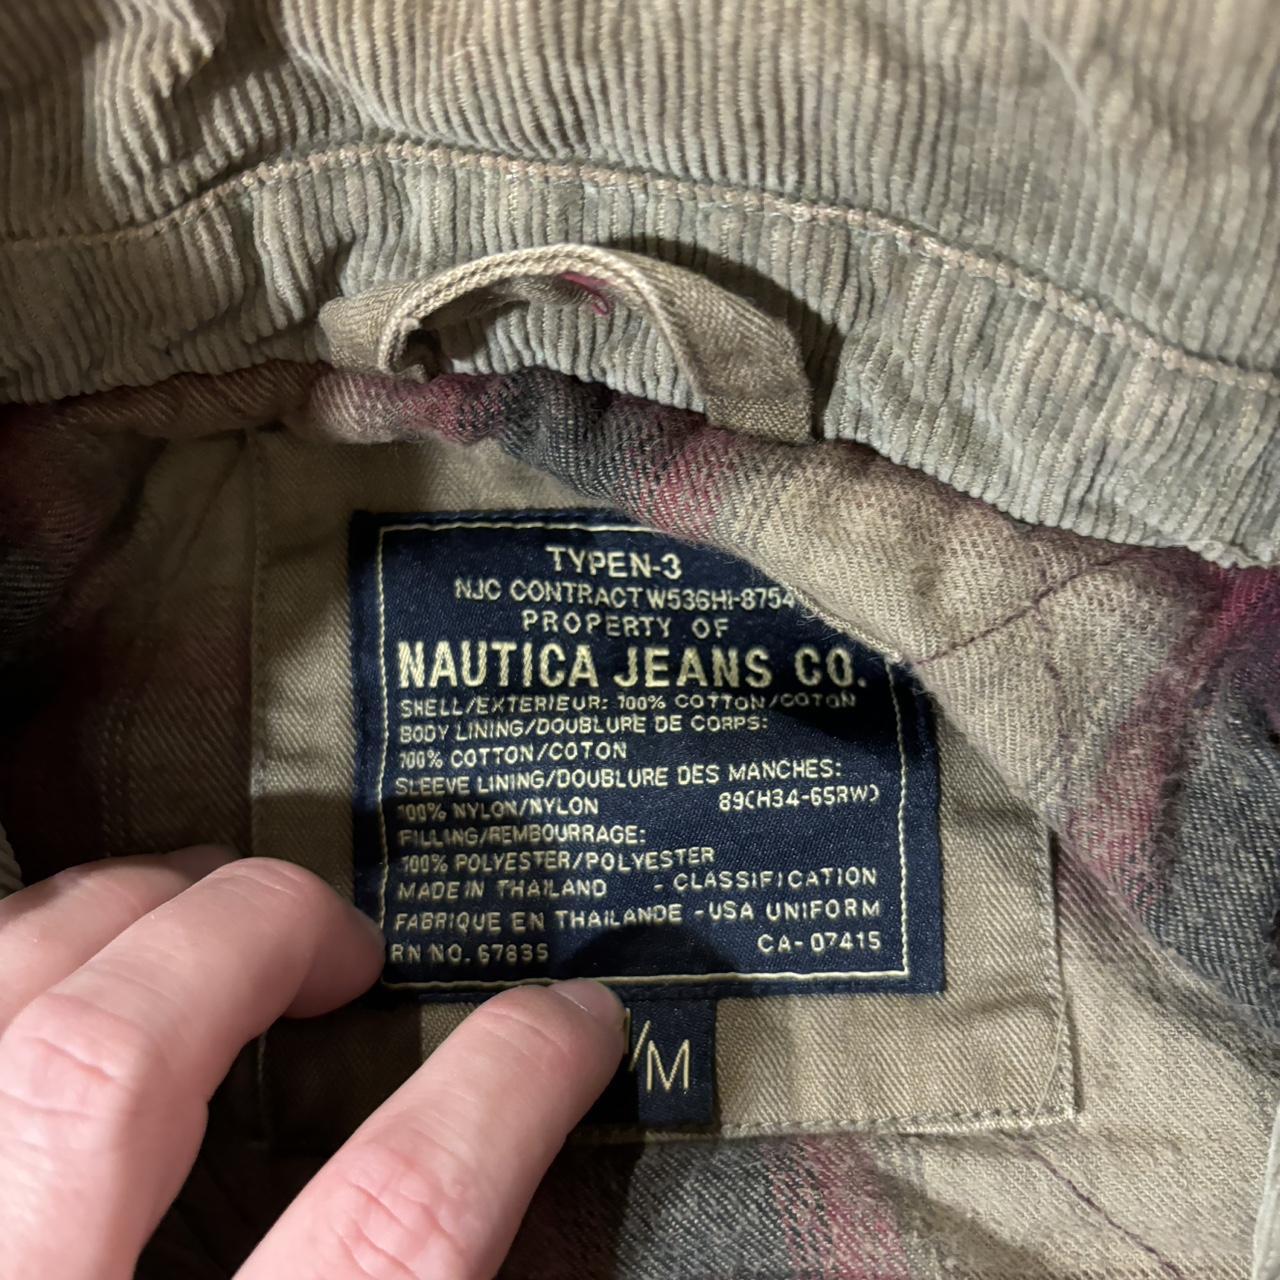 TYPEN-3
NJC CONTRACT W536HI-8754
PROPERTY OF
NAUTICA JEANS CO.
SHELL/EXTERIEUR: 100% COTTON/COTON
BODY LINING/DOUBLURE DE CORPS:
100% COTTON/COTON
SLEEVE LINING/DOUBLURE DES MANCHES:
100% NYLON/NYLON 89(H34-65RW)
FILLING/REMBOURRAGE:
100% POLYESTER/POLYESTER
MADE IN THAILAND - CLASSIFICATION
FABRIQUE EN THAILANDE - USA UNIFORM
RN NO. 67835 CA- 07415
/M